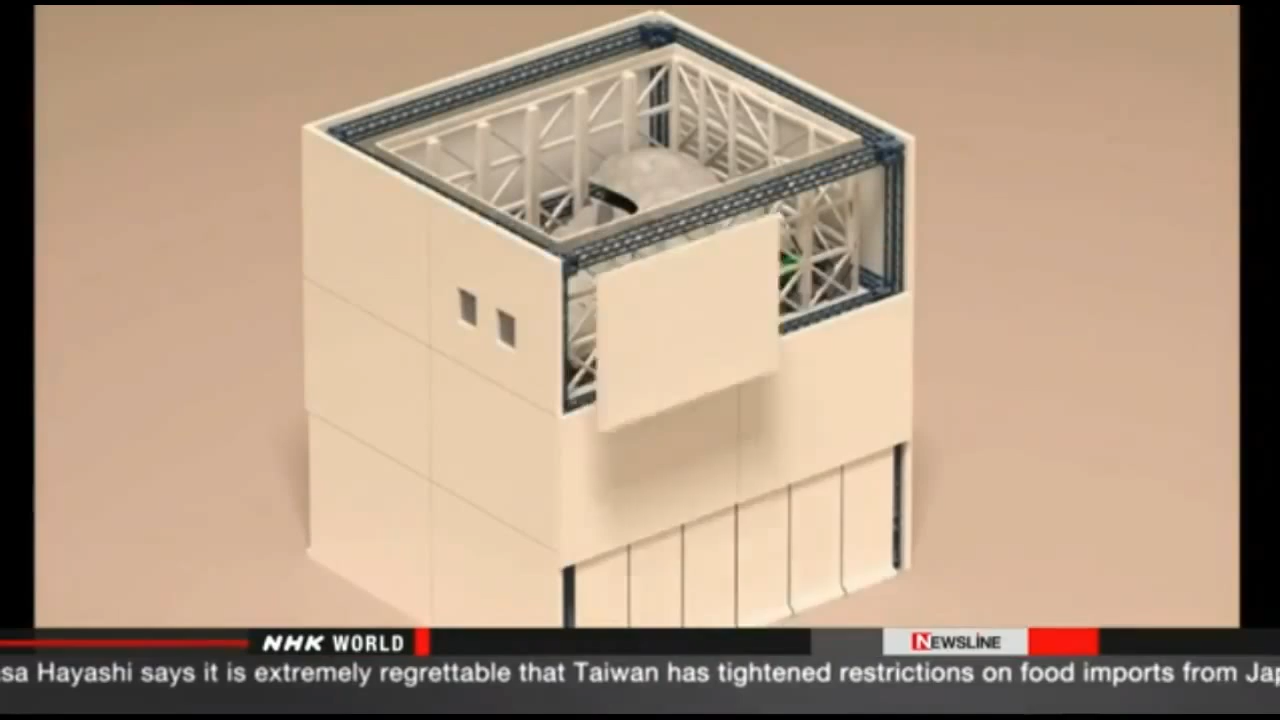 NHK WORLD
NEWSLINE
sa Hayashi says it is extremely regrettable that Taiwan has tightened restrictions on food imports from Jap